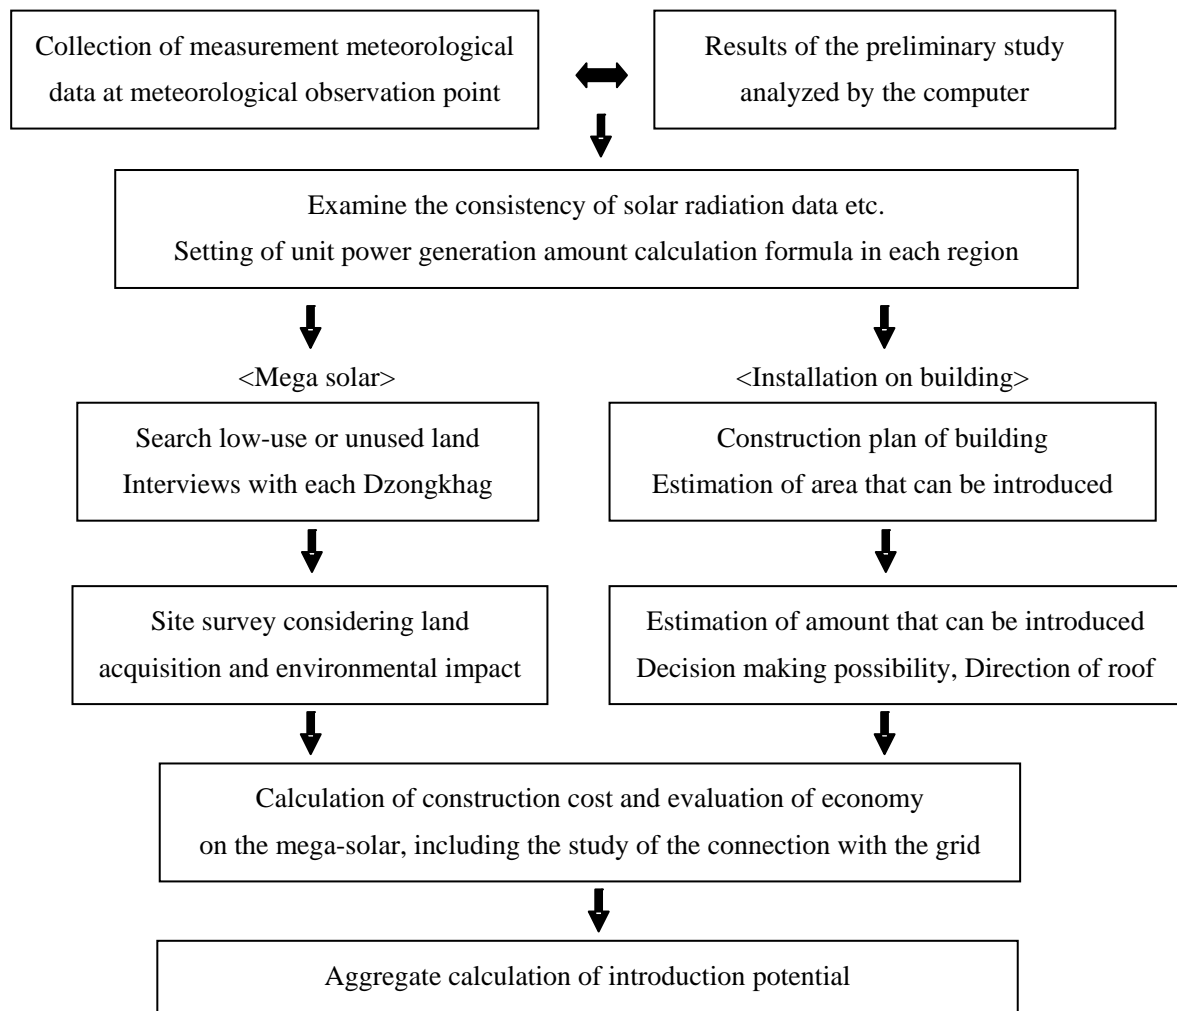 Collection of measurement meteorological
data at meteorological observation point
Results of the preliminary study
analyzed by the computer
Examine the consistency of solar radiation data etc.
Setting of unit power generation amount calculation formula in each region
<Mega solar>
Search low-use or unused land
Interviews with each Dzongkhag
Site survey considering land
acquisition and environmental impact
<Installation on building>
Construction plan of building
Estimation of area that can be introduced
Estimation of amount that can be introduced
Decision making possibility, Direction of roof
Calculation of construction cost and evaluation of economy
on the mega-solar, including the study of the connection with the grid
Aggregate calculation of introduction potential